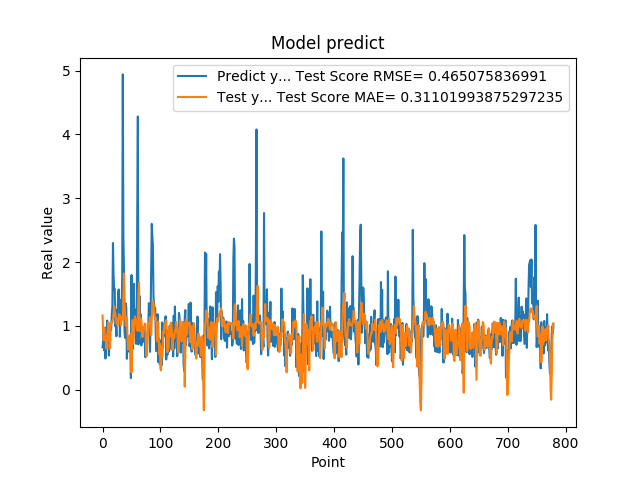 Model predict
Predict y... Test Score RMSE= 0.465075836991
Test y... Test Score MAE= 0.31101993875297235
Real value
5
4
3
2
1
0
0 100 200 300 400 500 600 700 800
Point